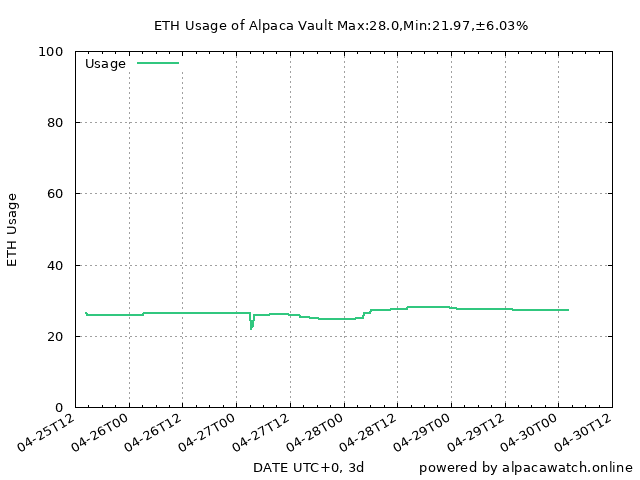 ETH Usage of Alpaca Vault Max:28.0,Min:21.97,±6.03%
Usage
100
80
60
40
20
0
ETH Usage
04-25T12
04-26T00
04-26T12
04-27T00
04-27T12
04-28T00
04-28T12
04-29T00
04-29T12
04-30T00
04-30T12
DATE UTC+0, 3d
powered by alpacawatch.online